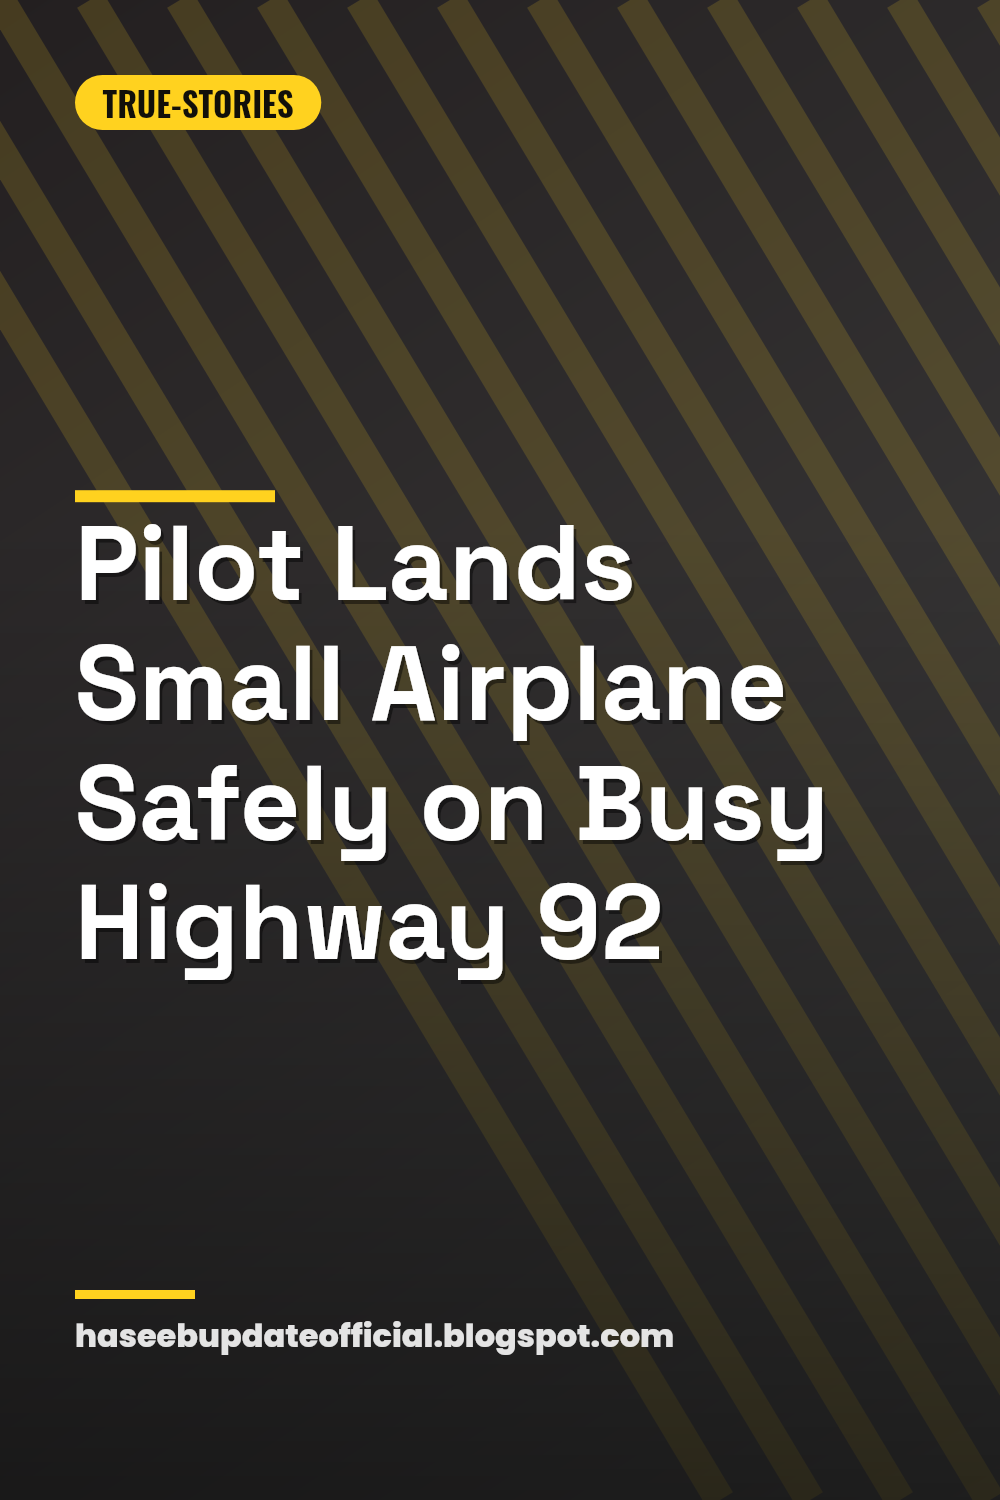 TRUE-STORIES
Pilot Lands
Small Airplane
Safely on Busy
Highway 92
haseebupdateofficial.blogspot.com